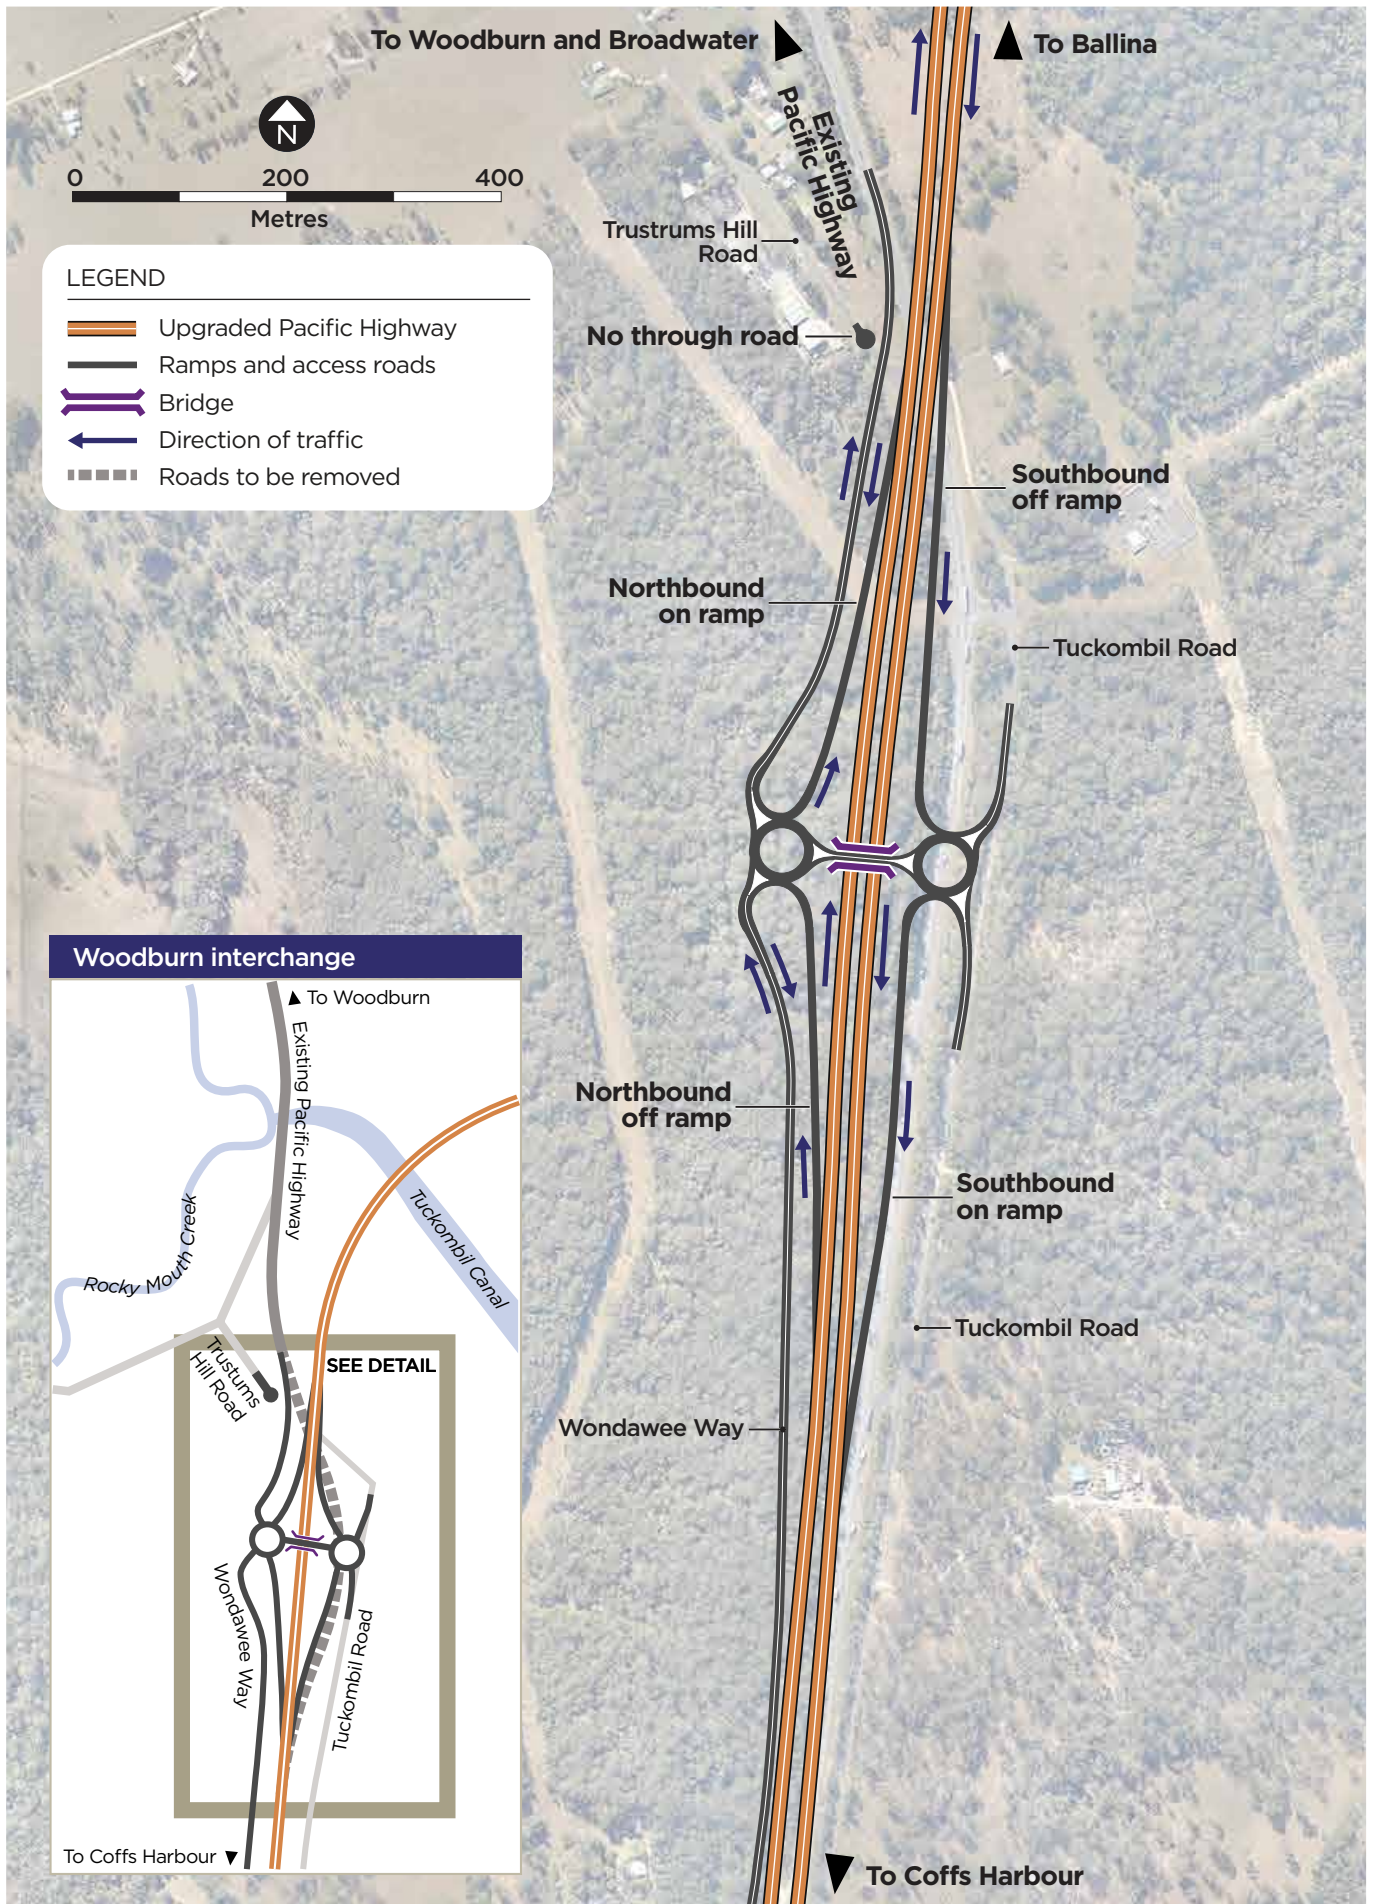 To Woodburn and Broadwater
To Ballina
Existing
Pacific Highway
N
0 200 400
Metres
LEGEND
Upgraded Pacific Highway
Ramps and access roads
Bridge
Direction of traffic
Roads to be removed
Trustrums Hill
Road
No through road
Southbound
off ramp
Northbound
on ramp
Tuckombil Road
Northbound
off ramp
Southbound
on ramp
Tuckombil Road
Wondawee Way
To Coffs Harbour
Woodburn interchange
To Woodburn
Existing Pacific Highway
Rocky Mouth Creek
Tuckombil Canal
Trustums
Hill Road
SEE DETAIL
Wondawee Way
Tuckombil Road
To Coffs Harbour